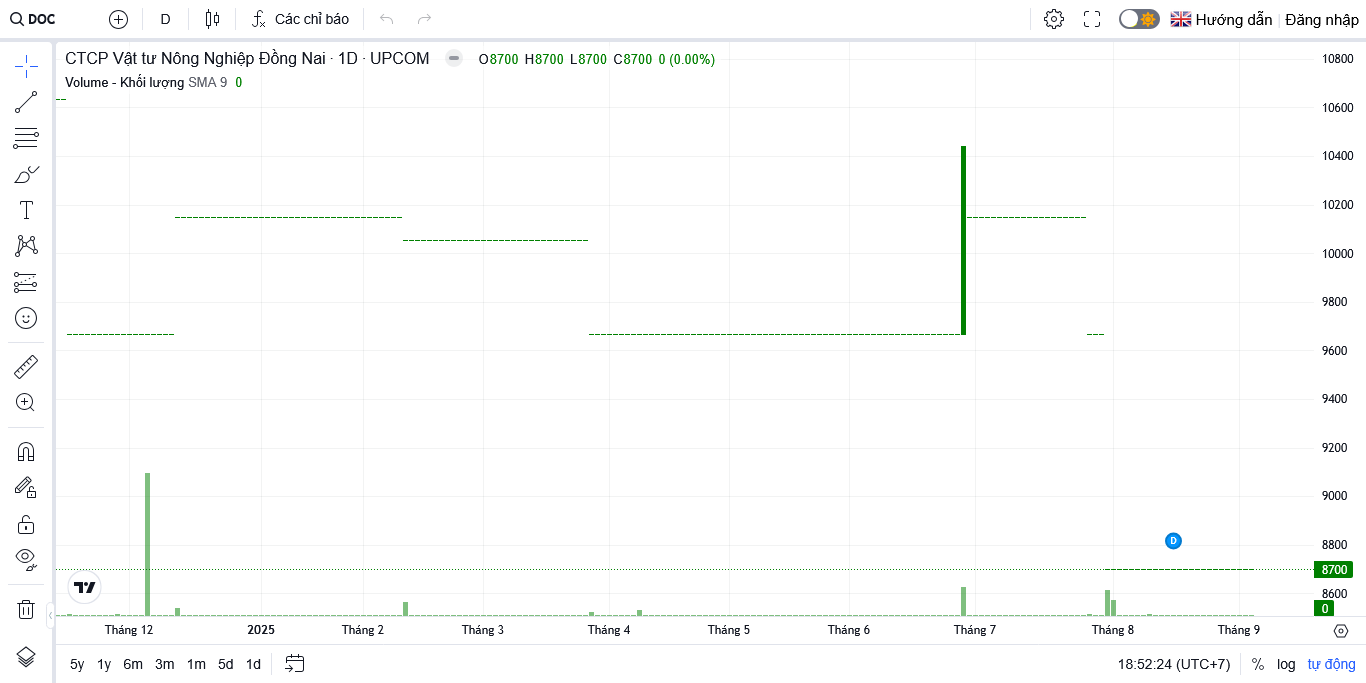 DOC D Các chỉ báo Hướng dẫn Đăng nhập
CTCP Vật tư Nông Nghiệp Đồng Nai · 1D · UPCOM O8700 H8700 L8700 C8700 0 (0.00%)
Volume - Khối lượng SMA 9 0
10800
10600
10400
10200
10000
9800
9600
9400
9200
9000
D
8800
8700
8600
0
Tháng 12 2025 Tháng 2 Tháng 3 Tháng 4 Tháng 5 Tháng 6 Tháng 7 Tháng 8 Tháng 9
5y 1y 6m 3m 1m 5d 1d 18:52:24 (UTC+7) % log tự động